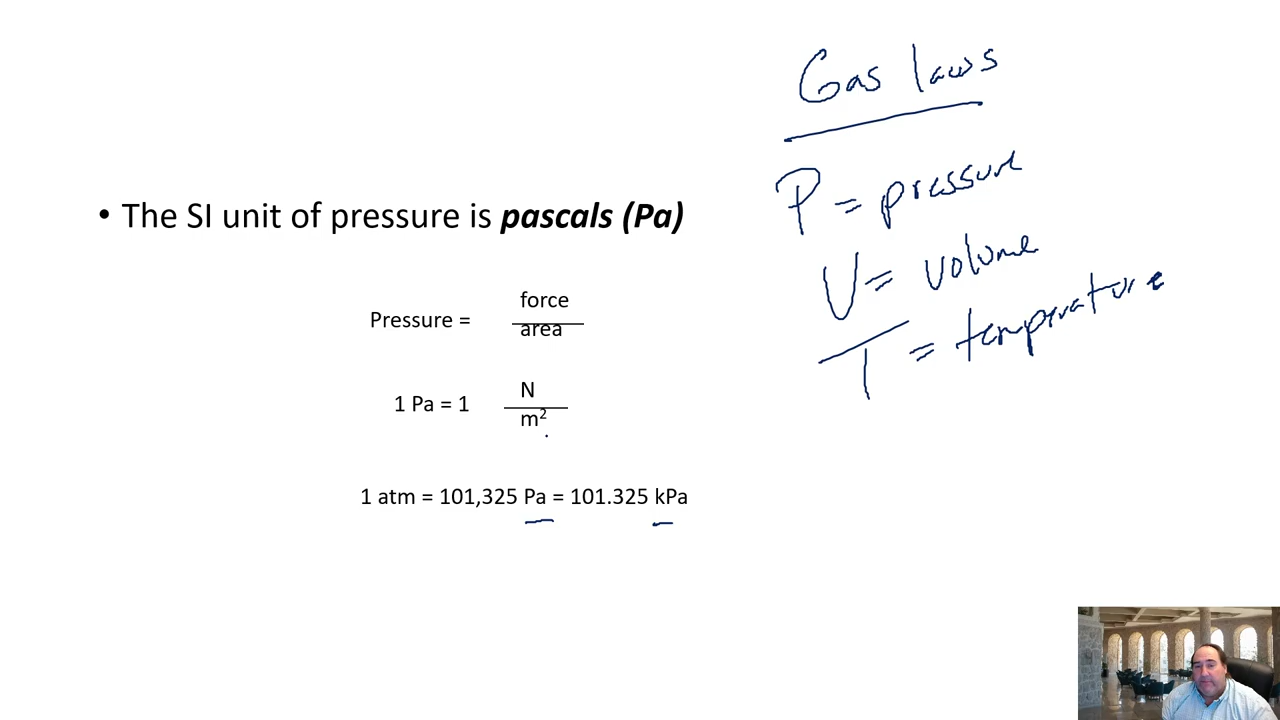 Gas laws
P = pressure
• The SI unit of pressure is pascals (Pa)
V = volume
T = temperature
Pressure = force
area
1 Pa = 1 N
m²
1 atm = 101,325 Pa = 101.325 kPa